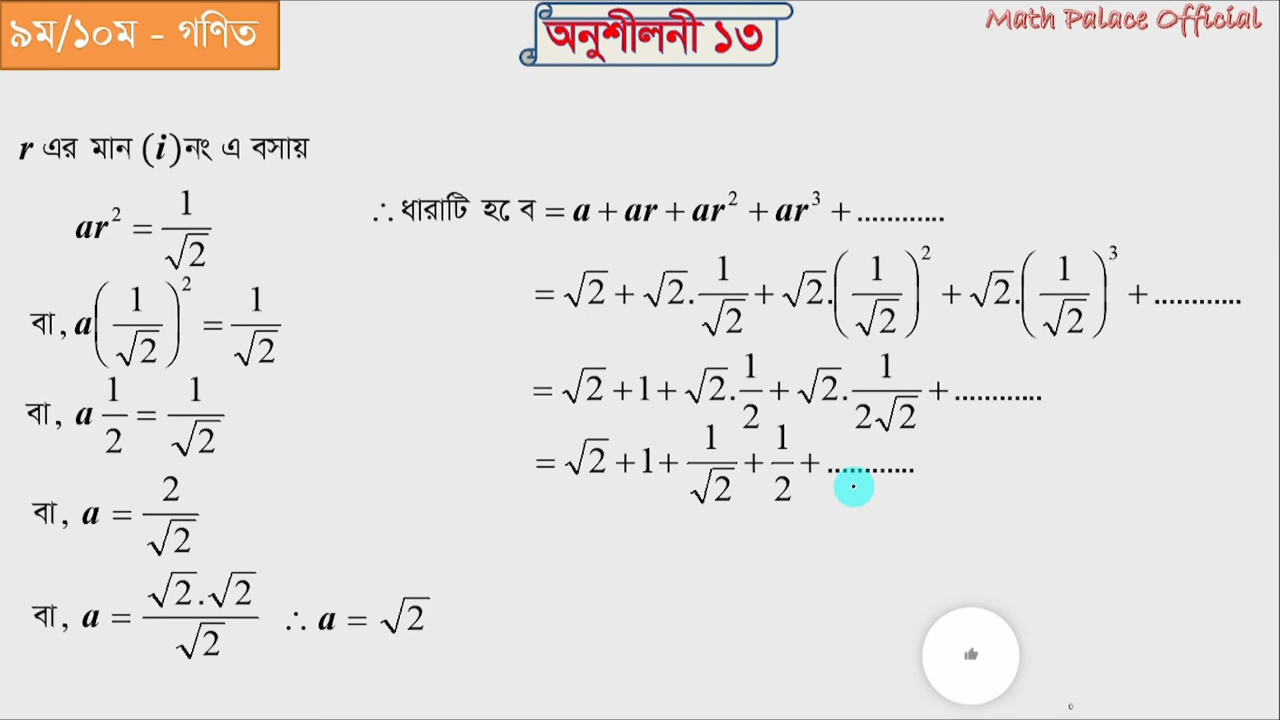 ৯ম/১০ম - গণিত
অনুশীলনী ১৩
Math Palace Official
r এর মান (i) নং এ বসায়
ar² = 1/√2
বা, a(1/√2)² = 1/√2
বা, a 1/2 = 1/√2
বা, a = 2/√2
বা, a = √2.√2/√2 ∴ a = √2
∴ ধারাটি হবে = a + ar + ar² + ar³ + ............
= √2 + √2.1/√2 + √2.(1/√2)² + √2.(1/√2)³ + ............
= √2 + 1 + √2.1/2 + √2.1/2√2 + ............
= √2 + 1 + 1/√2 + 1/2 + ............